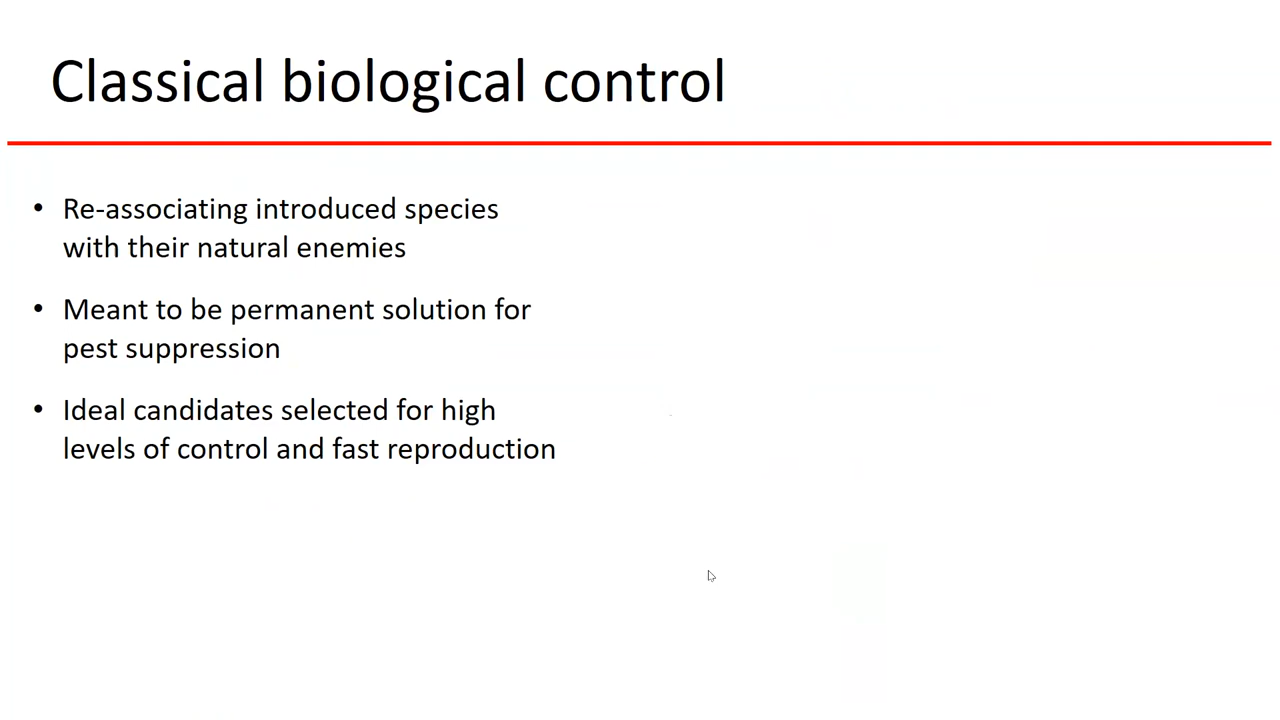 Classical biological control
• Re-associating introduced species
with their natural enemies
• Meant to be permanent solution for
pest suppression
• Ideal candidates selected for high
levels of control and fast reproduction